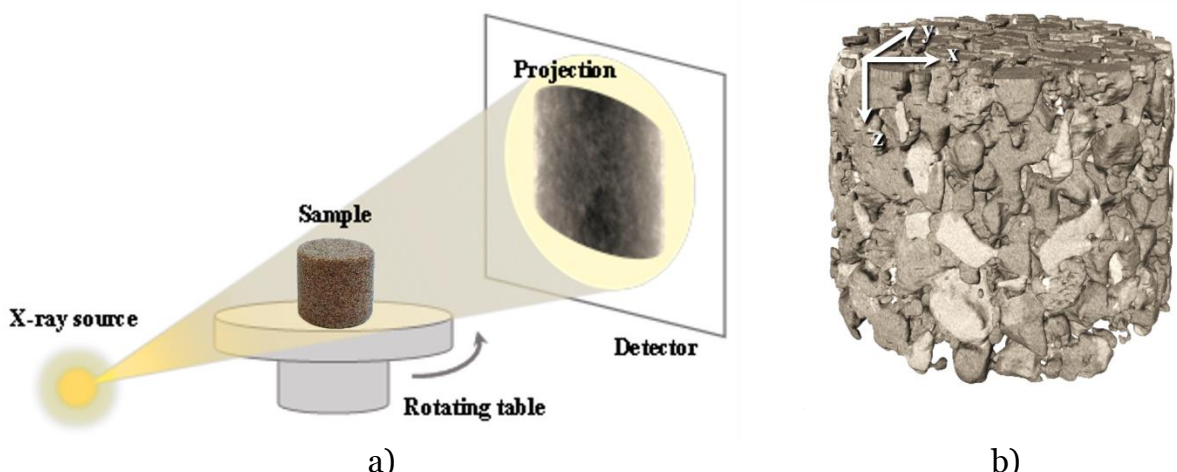 Projection
Sample
X-ray source
Detector
Rotating table
a)
y
x
z
b)